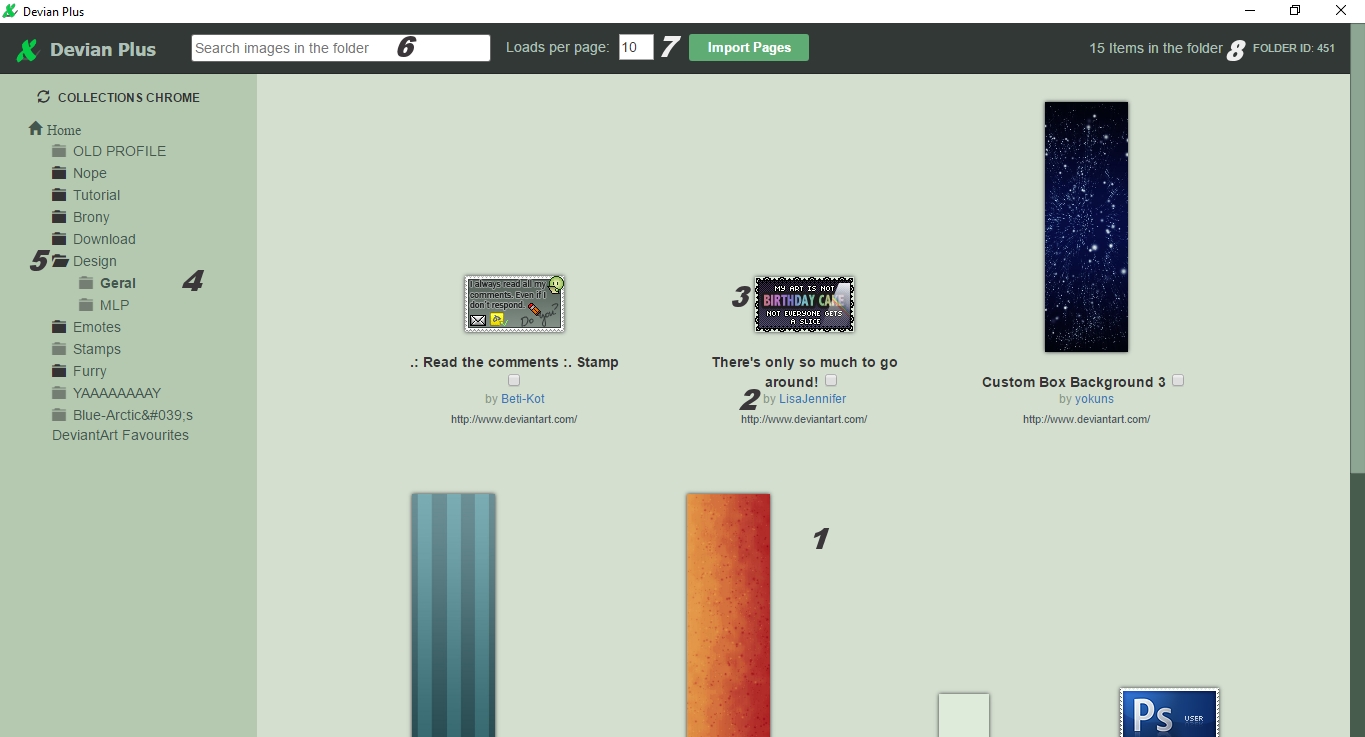 Devian Plus
Devian Plus
Search images in the folder
6
Loads per page:
10
7
Import Pages
15 Items in the folder
8
FOLDER ID: 451
COLLECTIONS CHROME
Home
OLD PROFILE
Nope
Tutorial
Brony
Download
5
Design
Geral
4
MLP
Emotes
Stamps
Furry
YAAAAAAAAY
Blue-Arctic&#039;s
DeviantArt Favourites
I always read all my
comments. Even if I
don't respond.
Do you?
.: Read the comments :. Stamp
by Beti-Kot
http://www.deviantart.com/
3
MY ART IS NOT
BIRTHDAY CAKE
NOT EVERYONE GETS
A SLICE
There's only so much to go
around!
2
by LisaJennifer
http://www.deviantart.com/
Custom Box Background 3
by yokuns
http://www.deviantart.com/
1
Ps USER